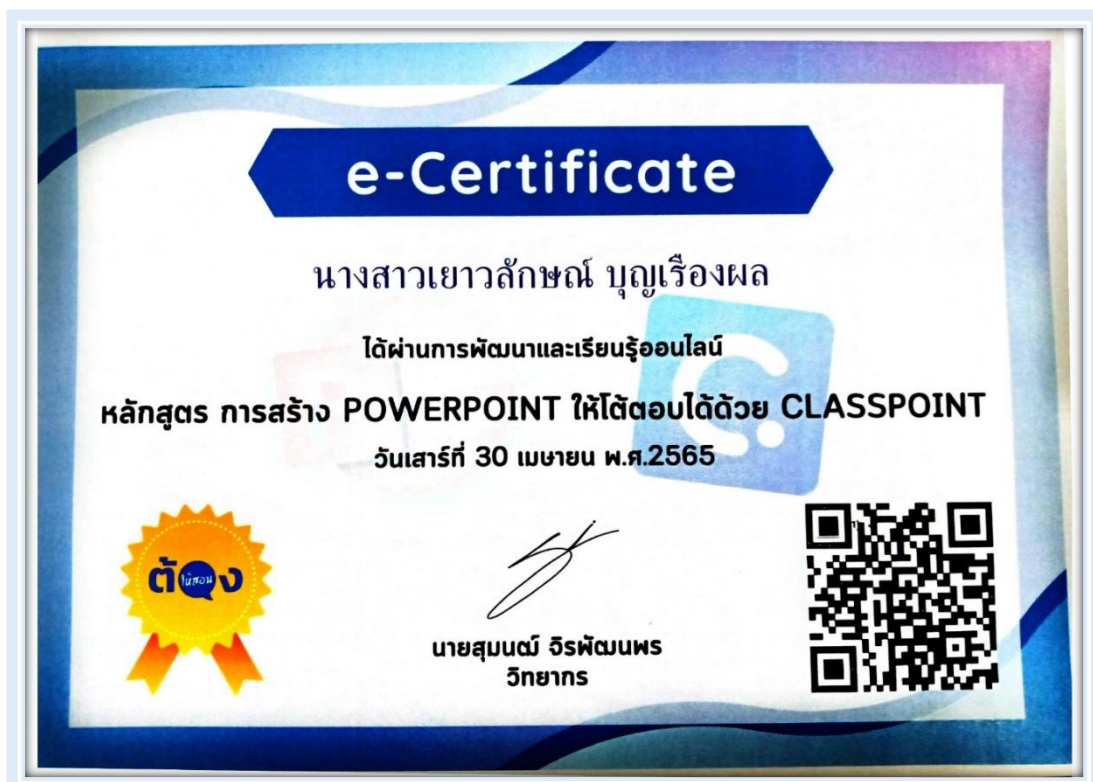 e-Certificate
นางสาวเยาวลักษณ์ บุญเรืองผล
ได้ผ่านการพัฒนาและเรียนรู้ออนไลน์
หลักสูตร การสร้าง POWERPOINT ให้โต้ตอบได้ด้วย CLASSPOINT
วันเสาร์ที่ 30 เมษายน พ.ศ.2565
ต้อง
ให้สอน
นายสุมนฒ์ จิรพัฒนพร
วิทยากร